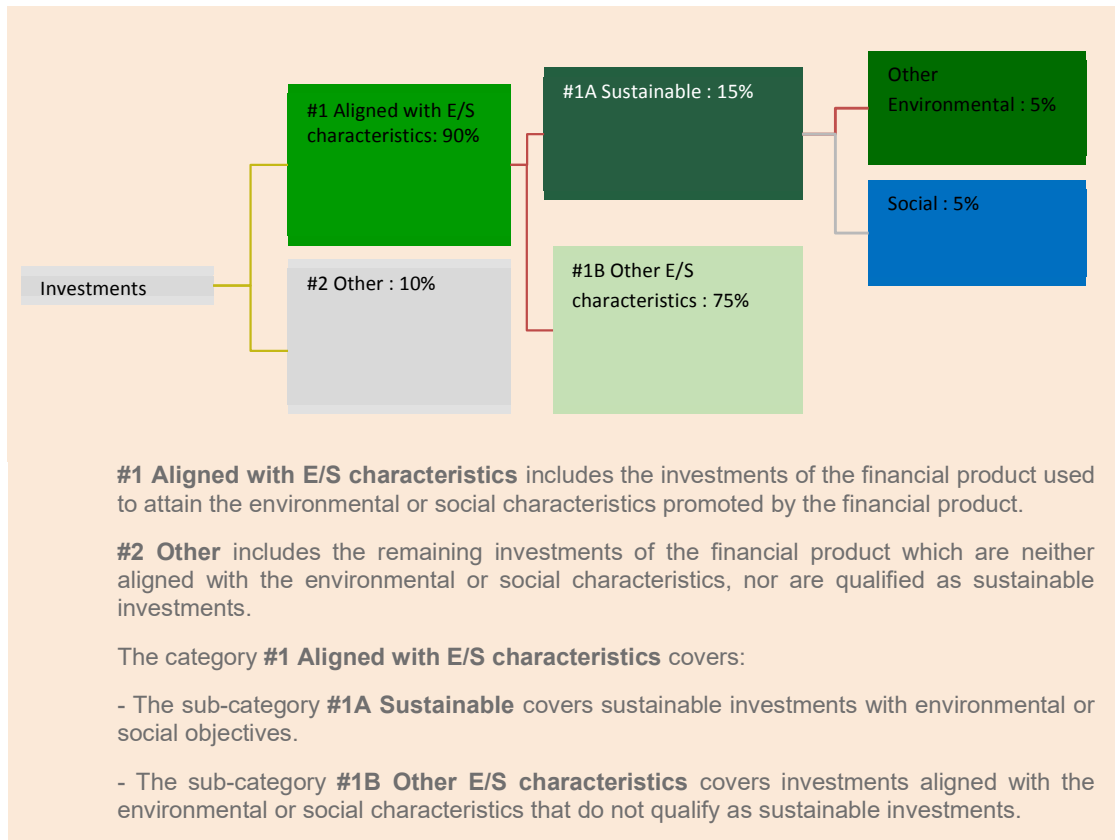 Investments
#1 Aligned with E/S
characteristics: 90%
#2 Other : 10%
#1A Sustainable : 15%
#1B Other E/S
characteristics : 75%
Other
Environmental : 5%
Social : 5%
#1 Aligned with E/S characteristics includes the investments of the financial product used
to attain the environmental or social characteristics promoted by the financial product.
#2 Other includes the remaining investments of the financial product which are neither
aligned with the environmental or social characteristics, nor are qualified as sustainable
investments.
The category #1 Aligned with E/S characteristics covers:
- The sub-category #1A Sustainable covers sustainable investments with environmental or
social objectives.
- The sub-category #1B Other E/S characteristics covers investments aligned with the
environmental or social characteristics that do not qualify as sustainable investments.